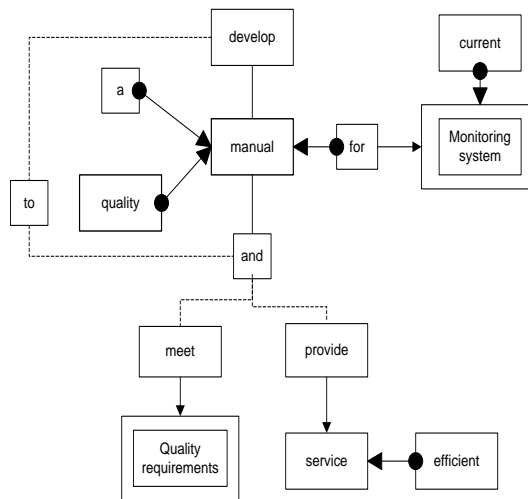 develop
current
a
manual
for
Monitoring
system
to
quality
and
meet
provide
Quality
requirements
service
efficient